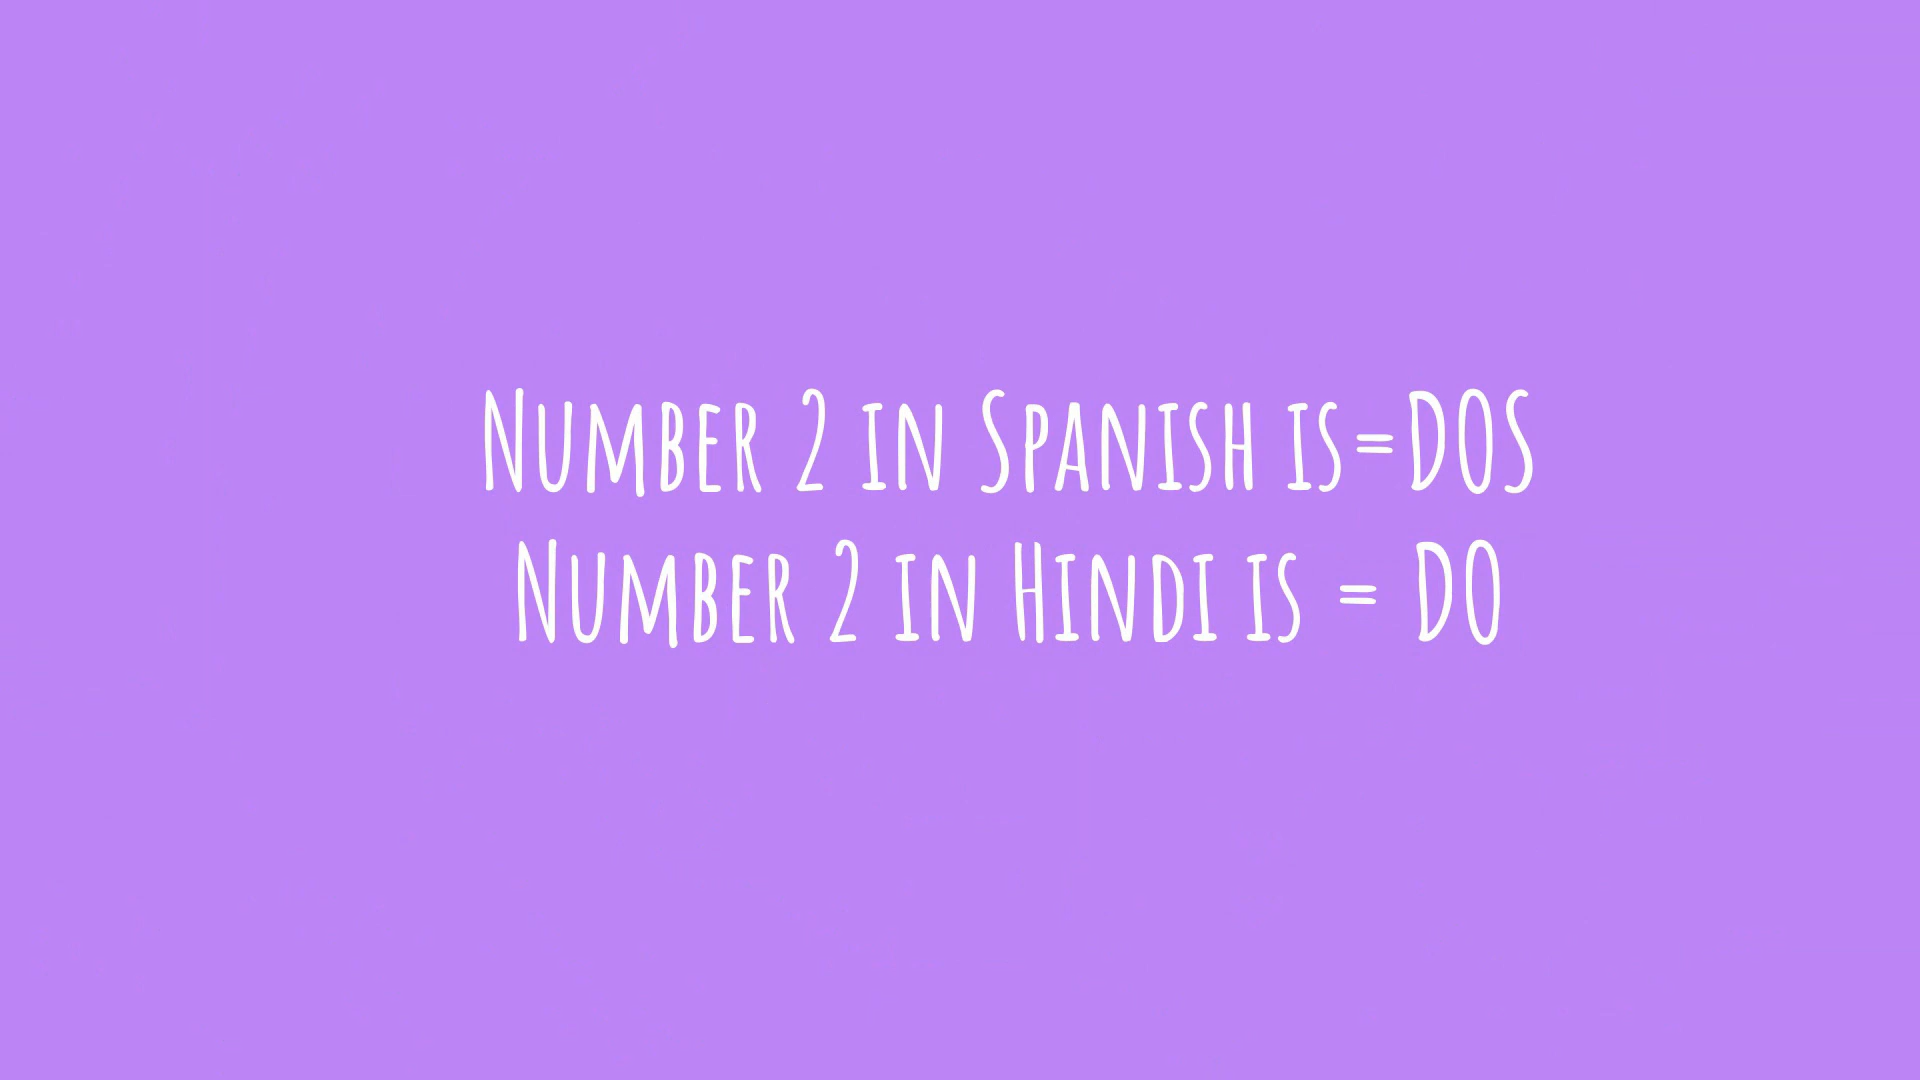 Number 2 in Spanish is=DOS
Number 2 in Hindi is = DO